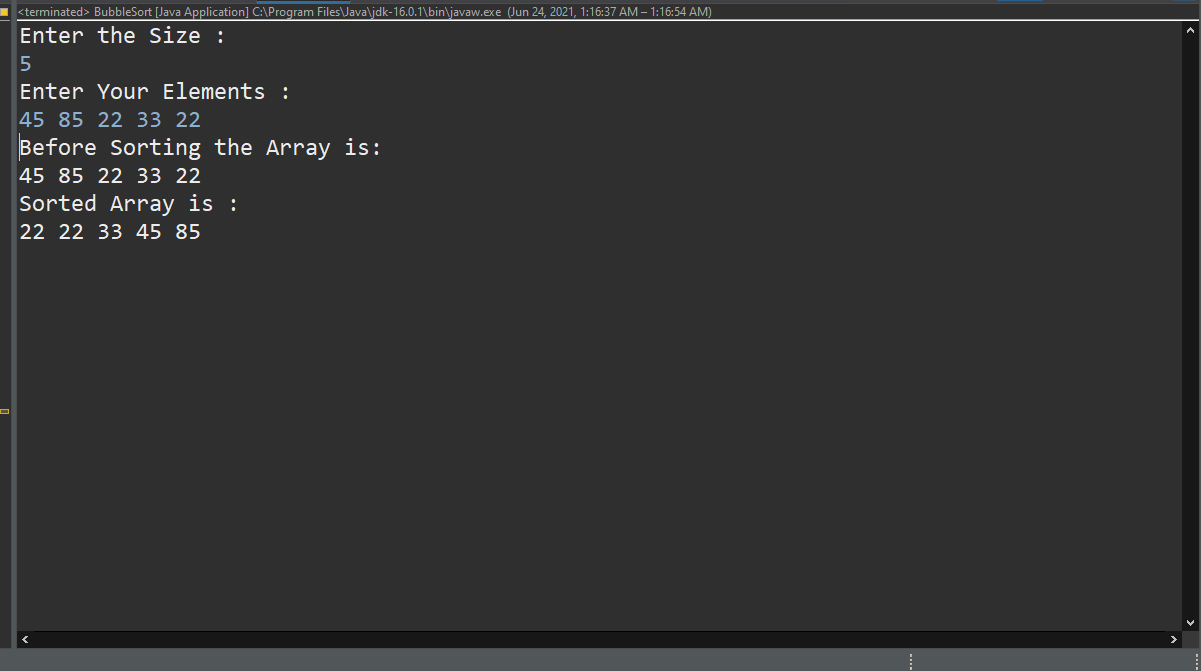 <terminated> BubbleSort [Java Application] C:\Program Files\Java\jdk-16.0.1\bin\javaw.exe (Jun 24, 2021, 1:16:37 AM – 1:16:54 AM)
Enter the Size :
5
Enter Your Elements :
45 85 22 33 22
Before Sorting the Array is:
45 85 22 33 22
Sorted Array is :
22 22 33 45 85